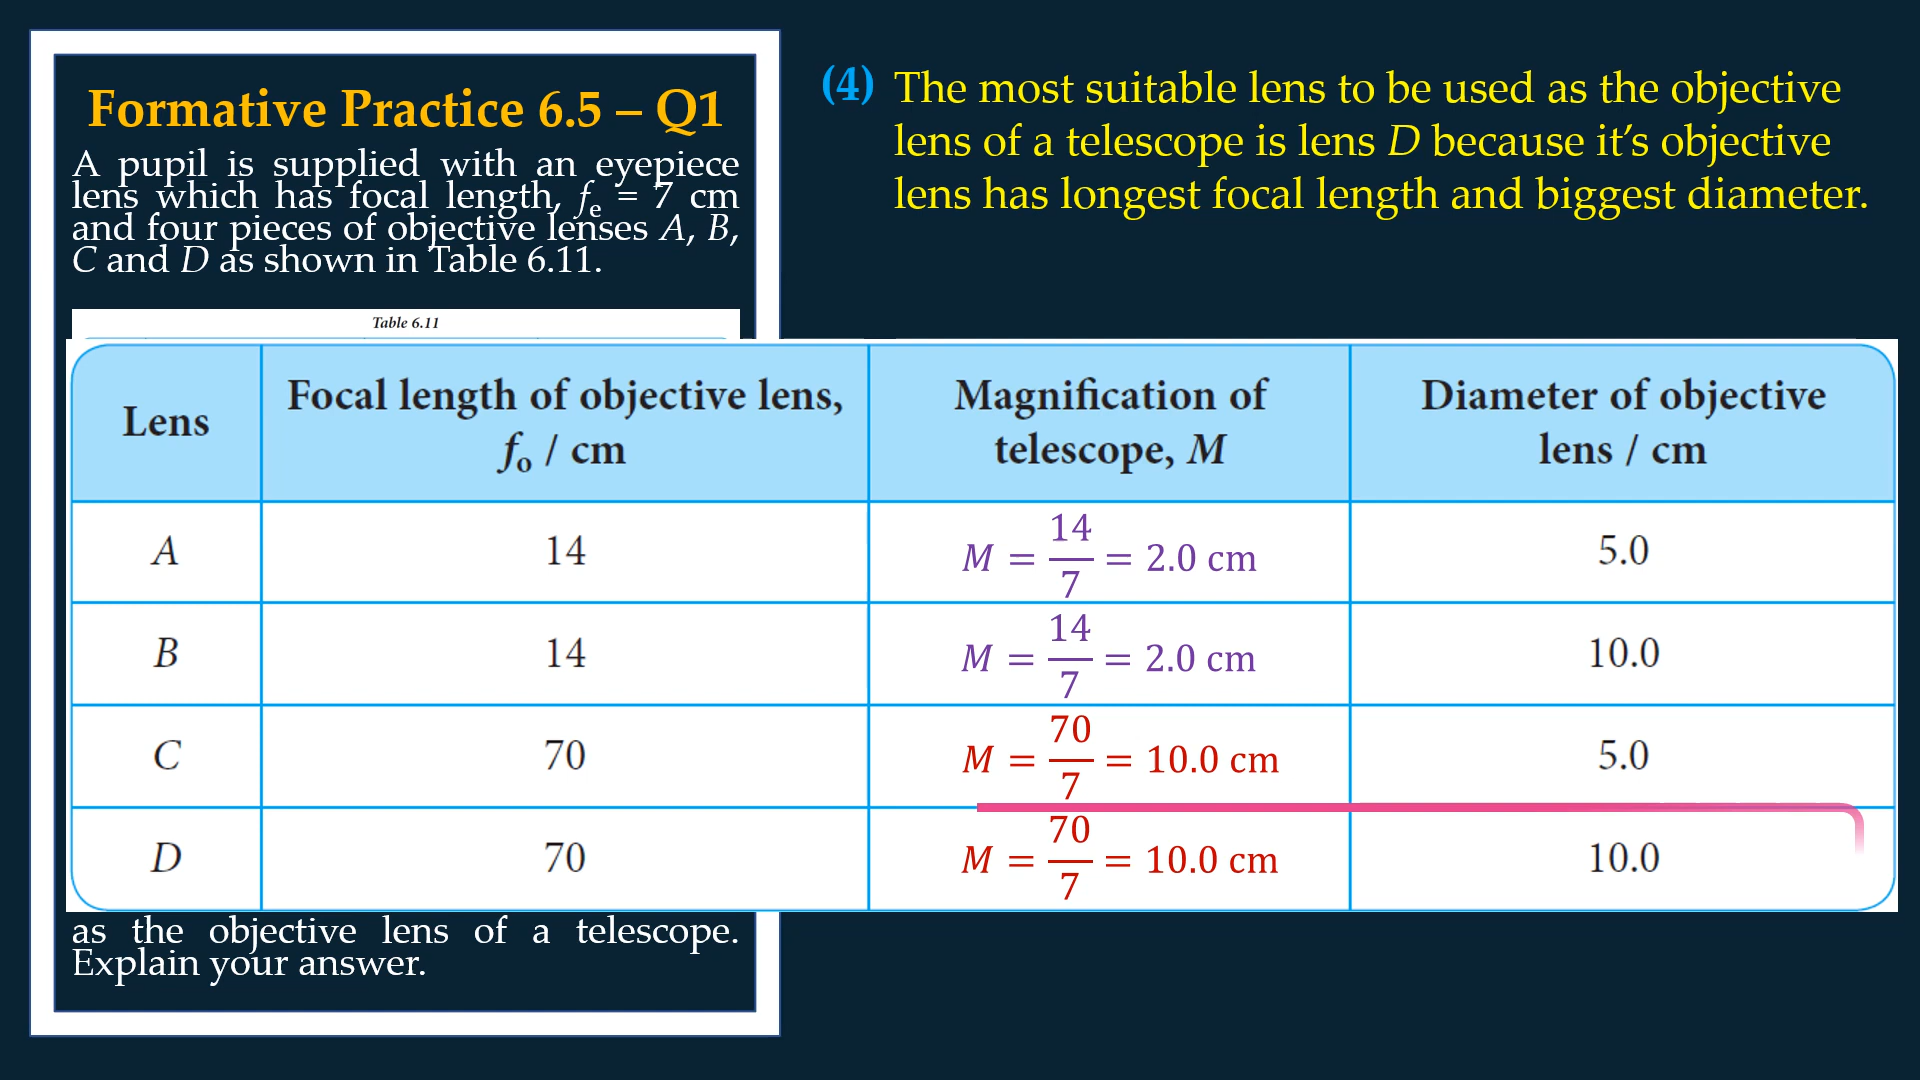 Formative Practice 6.5 – Q1
A pupil is supplied with an eyepiece
lens which has focal length, fe = 7 cm
and four pieces of objective lenses A, B,
C and D as shown in Table 6.11.
Table 6.11
(4) The most suitable lens to be used as the objective
lens of a telescope is lens D because it’s objective
lens has longest focal length and biggest diameter.
Lens
Focal length of objective lens,
fo / cm
Magnification of
telescope, M
Diameter of objective
lens / cm
A
14
M = 14/7 = 2.0 cm
5.0
B
14
M = 14/7 = 2.0 cm
10.0
C
70
M = 70/7 = 10.0 cm
5.0
D
70
M = 70/7 = 10.0 cm
10.0
as the objective lens of a telescope.
Explain your answer.